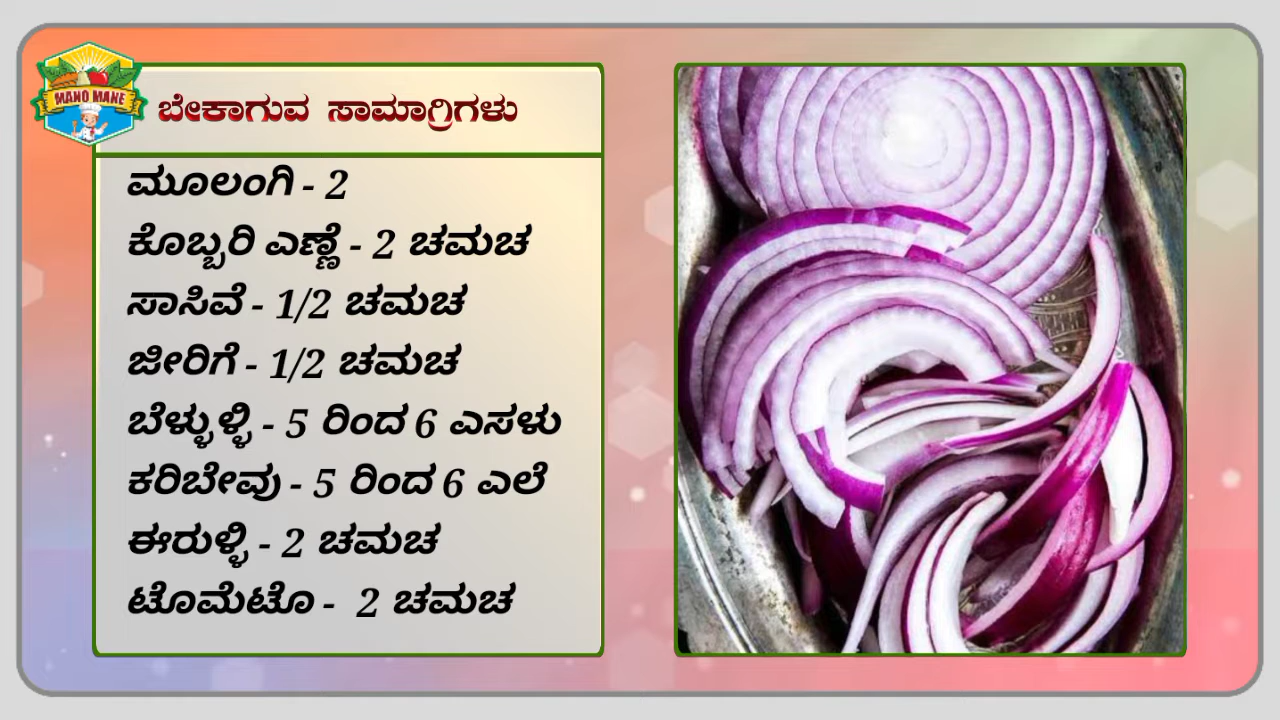 MANO MANE
ಬೇಕಾಗುವ ಸಾಮಾಗ್ರಿಗಳು
ಮೂಲಂಗಿ - 2
ಕೊಬ್ಬರಿ ಎಣ್ಣೆ - 2 ಚಮಚ
ಸಾಸಿವೆ - 1/2 ಚಮಚ
ಜೀರಿಗೆ - 1/2 ಚಮಚ
ಬೆಳ್ಳುಳ್ಳಿ - 5 ರಿಂದ 6 ಎಸಳು
ಕರಿಬೇವು - 5 ರಿಂದ 6 ಎಲೆ
ಈರುಳ್ಳಿ - 2 ಚಮಚ
ಟೊಮೆಟೊ - 2 ಚಮಚ